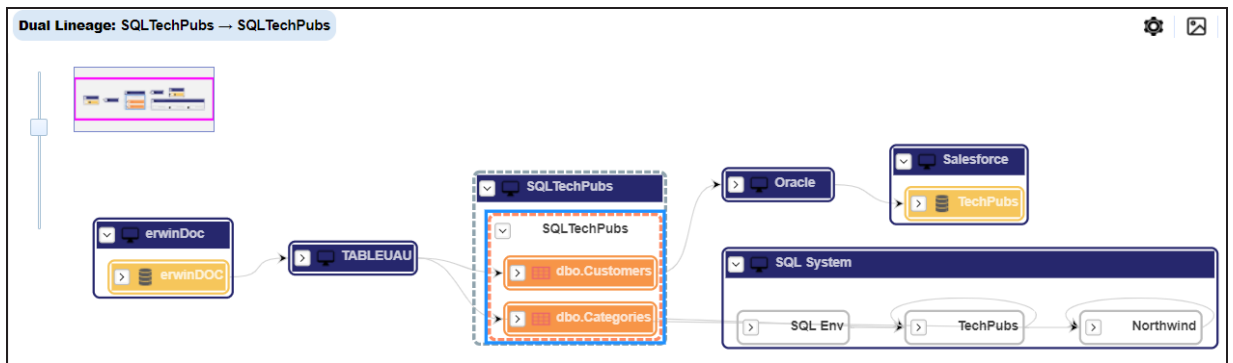 Dual Lineage: SQLTechPubs → SQLTechPubs
Salesforce
TechPubs
Oracle
SQLTechPubs
SQLTechPubs
dbo.Customers
dbo.Categories
erwinDoc
erwinDOC
TABLEUAU
SQL System
SQL Env
TechPubs
Northwind